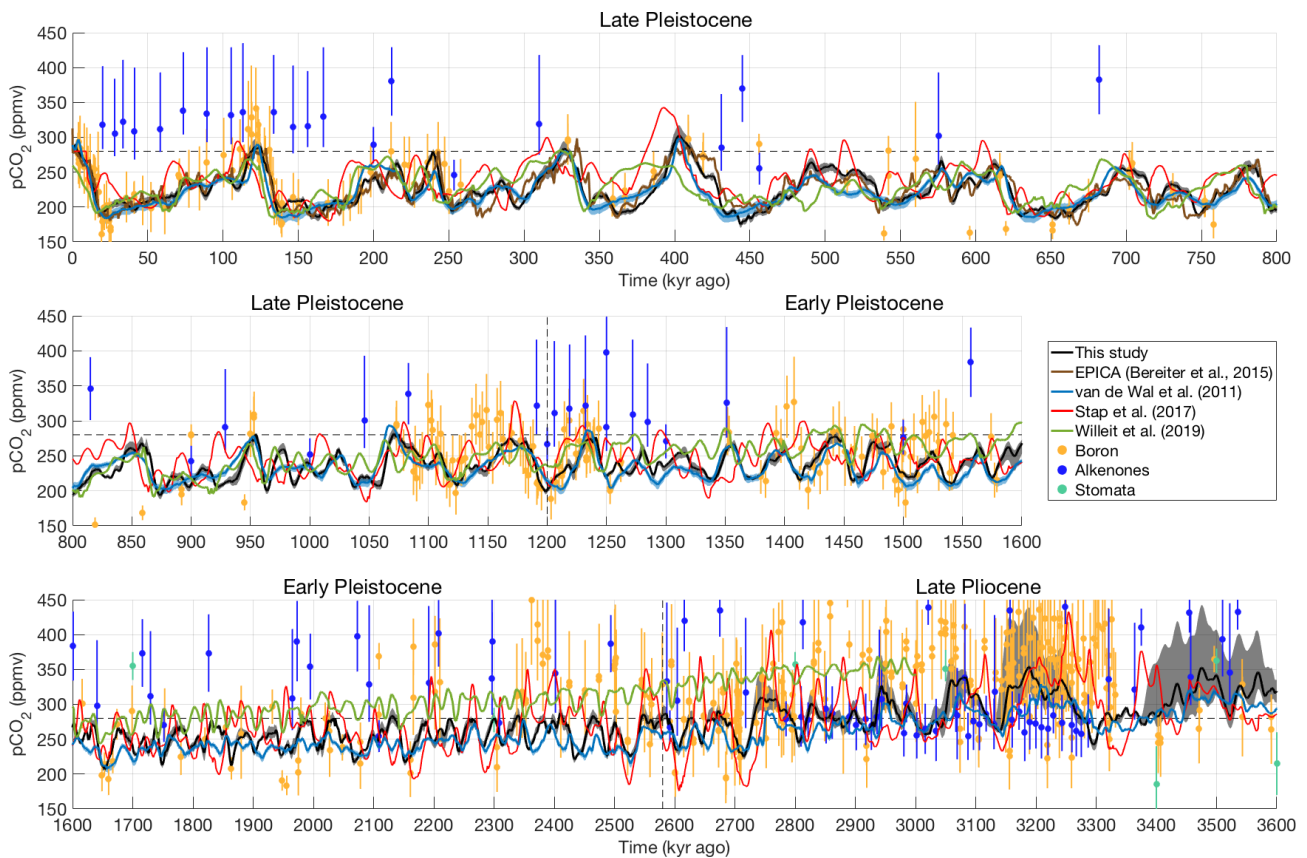 Late Pleistocene
450
400
350
300
250
200
150
pCO2 (ppmv)
0 50 100 150 200 250 300 350 400 450 500 550 600 650 700 750 800
Time (kyr ago)
Late Pleistocene Early Pleistocene
450
400
350
300
250
200
150
pCO2 (ppmv)
800 850 900 950 1000 1050 1100 1150 1200 1250 1300 1350 1400 1450 1500 1550 1600
This study
EPICA (Bereiter et al., 2015)
van de Wal et al. (2011)
Stap et al. (2017)
Willeit et al. (2019)
Boron
Alkenones
Stomata
Early Pleistocene Late Pliocene
450
400
350
300
250
200
150
pCO2 (ppmv)
1600 1700 1800 1900 2000 2100 2200 2300 2400 2500 2600 2700 2800 2900 3000 3100 3200 3300 3400 3500 3600
Time (kyr ago)